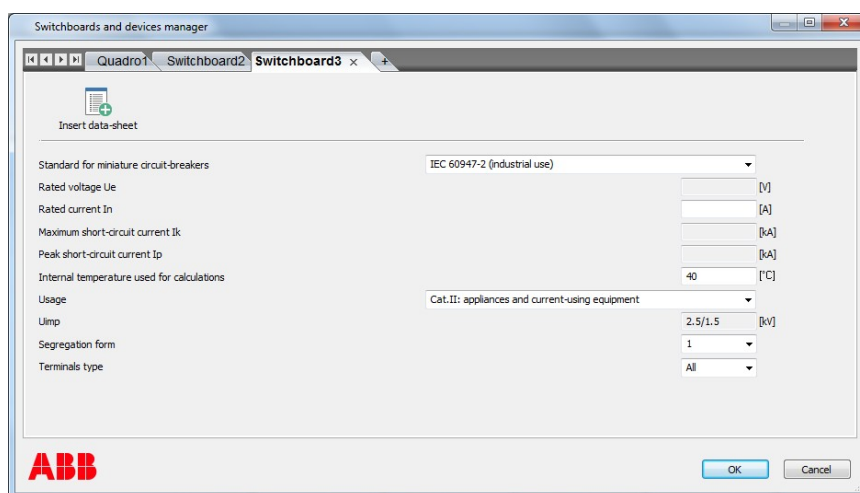 Switchboards and devices manager
Quadro1 Switchboard2 Switchboard3 × +
Insert data-sheet
Standard for miniature circuit-breakers IEC 60947-2 (industrial use)
Rated voltage Ue [V]
Rated current In [A]
Maximum short-circuit current Ik [kA]
Peak short-circuit current Ip [kA]
Internal temperature used for calculations 40 [°C]
Usage Cat.II: appliances and current-using equipment
Uimp 2.5/1.5 [kV]
Segregation form 1
Terminals type All
ABB OK Cancel